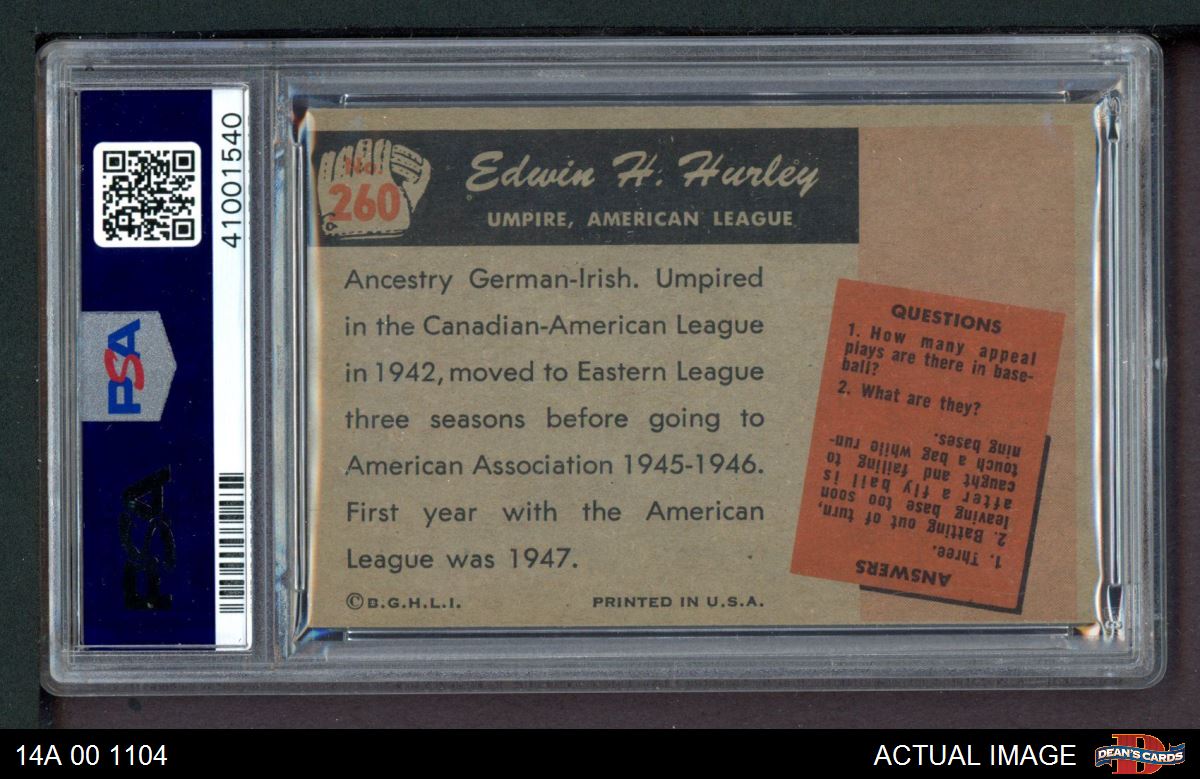 41001540
PSA
PSA
No.
260
Edwin H. Hurley
UMPIRE, AMERICAN LEAGUE
Ancestry German-Irish. Umpired
in the Canadian-American League
in 1942, moved to Eastern League
three seasons before going to
American Association 1945-1946.
First year with the American
League was 1947.
©B.G.H.L.I.
PRINTED IN U.S.A.
QUESTIONS
1. How many appeal
plays are there in base-
ball?
2. What are they?
ANSWERS
1. Three.
2. Batting out of turn,
leaving base too soon
after a fly ball is
caught and failing to
touch a bag while run-
ning bases.
14A 00 1104
ACTUAL IMAGE
D
DEAN'S CARDS